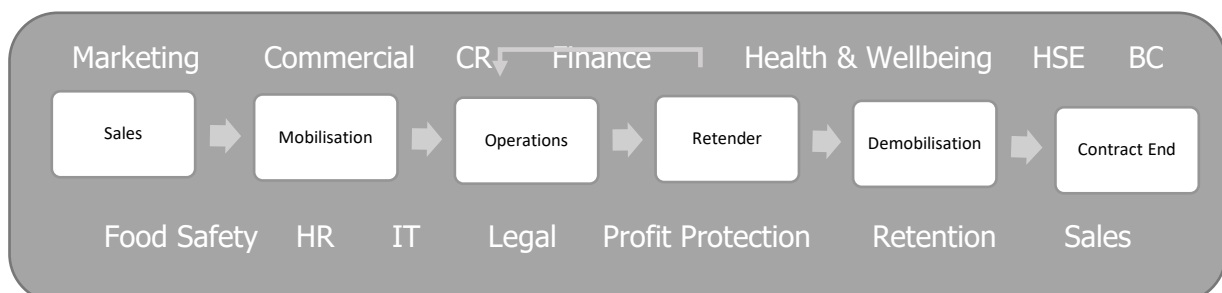 Marketing Commercial CR Finance Health & Wellbeing HSE BC
Sales Mobilisation Operations Retender Demobilisation Contract End
Food Safety HR IT Legal Profit Protection Retention Sales